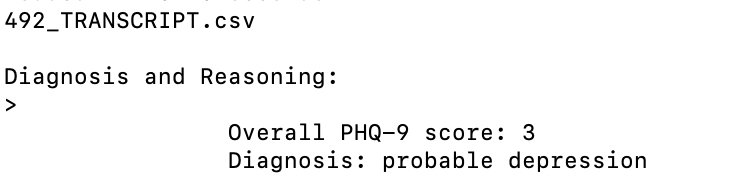 492_TRANSCRIPT.csv
Diagnosis and Reasoning:
>
Overall PHQ-9 score: 3
Diagnosis: probable depression